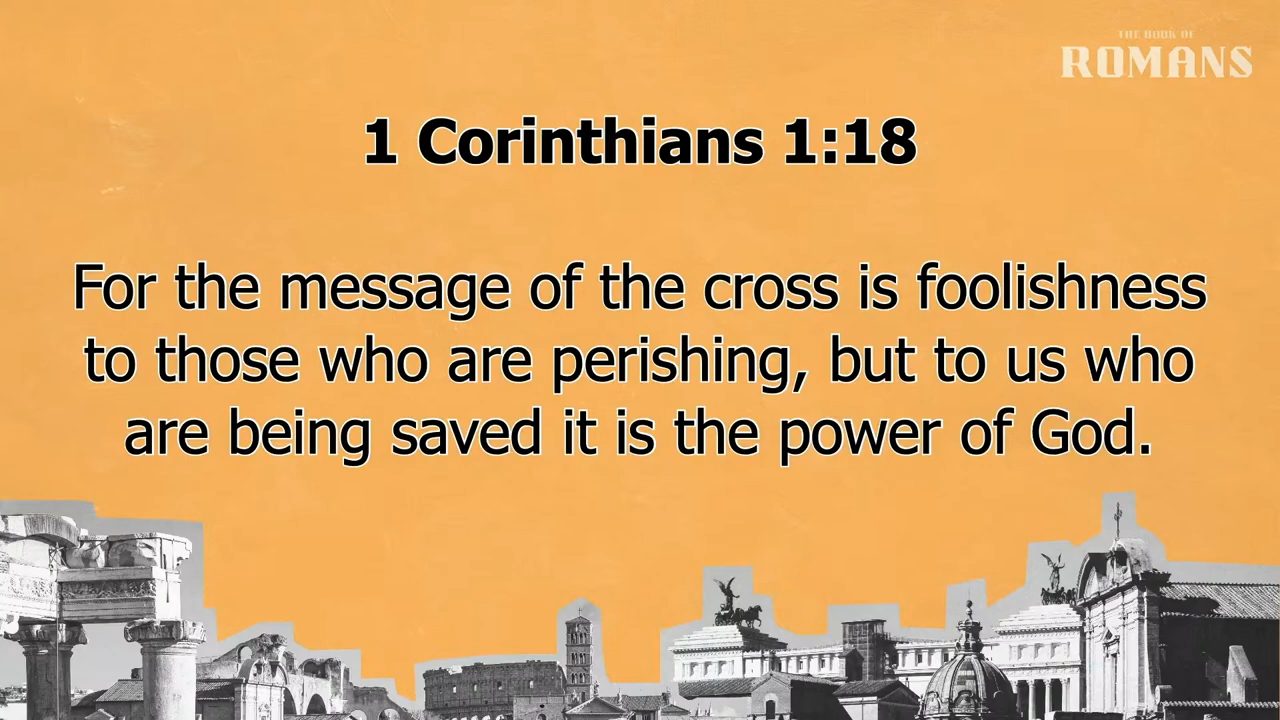 THE BOOK OF
ROMANS
1 Corinthians 1:18
For the message of the cross is foolishness
to those who are perishing, but to us who
are being saved it is the power of God.